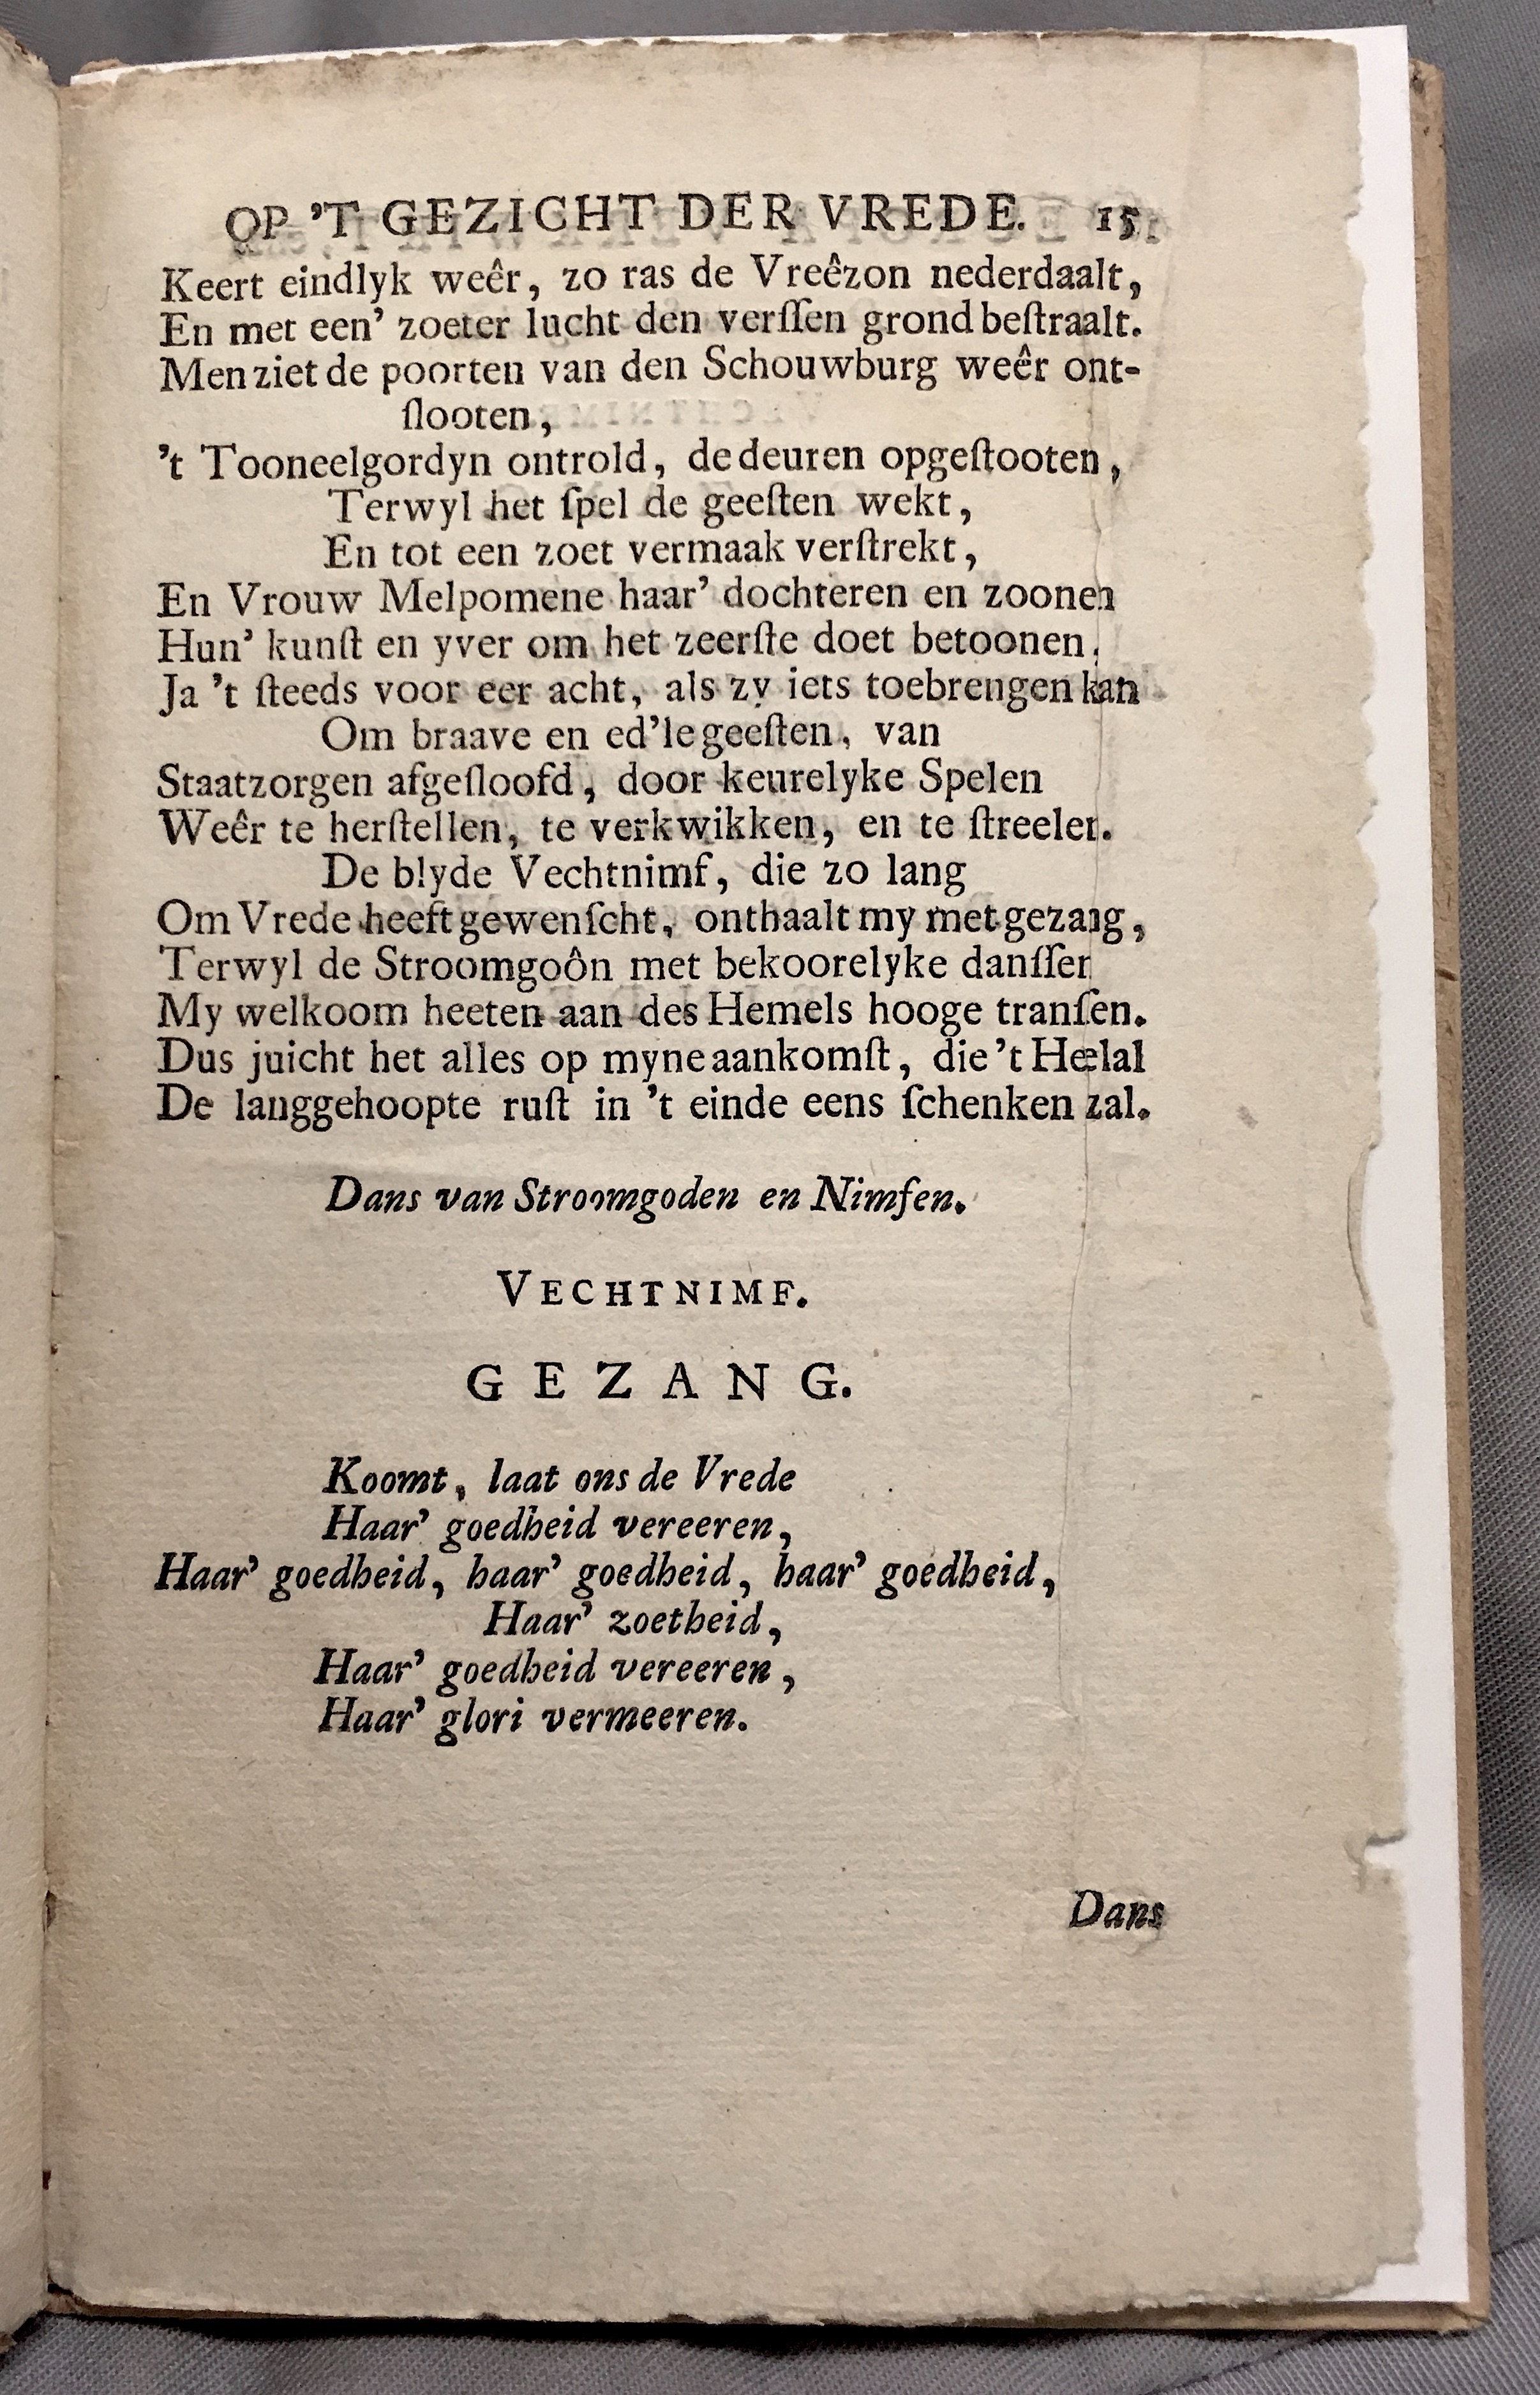 OP 'T GEZICHT DER VREDE. 15
Keert eindlyk weêr, zo ras de Vreêzon nederdaalt,
En met een' zoeter lucht den verſſen grond beſtraalt.
Men ziet de poorten van den Schouwburg weêr ont-
ſlooten,
't Tooneelgordyn ontrold, de deuren opgeſtooten,
Terwyl het ſpel de geeſten wekt,
En tot een zoet vermaak verſtrekt,
En Vrouw Melpomene haar' dochteren en zoonen
Hun' kunſt en yver om het zeerſte doet betoonen,
Ja 't ſteeds voor eer acht, als zy iets toebrengen kan
Om braave en ed'le geeſten, van
Staatzorgen afgeſloofd, door keurelyke Spelen
Weêr te herſtellen, te verkwikken, en te ſtreelen.
De blyde Vechtnimf, die zo lang
Om Vrede heeft gewenſcht, onthaalt my met gezang,
Terwyl de Stroomgoôn met bekoorelyke danſſen
My welkoom heeten aan des Hemels hooge tranſen.
Dus juicht het alles op myne aankomſt, die 't Heelal
De langgehoopte ruſt in 't einde eens ſchenken zal.
Dans van Stroomgoden en Nimfen.
VECHTNIMF.
GEZANG.
Koomt, laat ons de Vrede
Haar' goedheid vereeren,
Haar' goedheid, haar' goedheid, haar' goedheid,
Haar' zoetheid,
Haar' goedheid vereeren,
Haar' glori vermeeren.
Dans